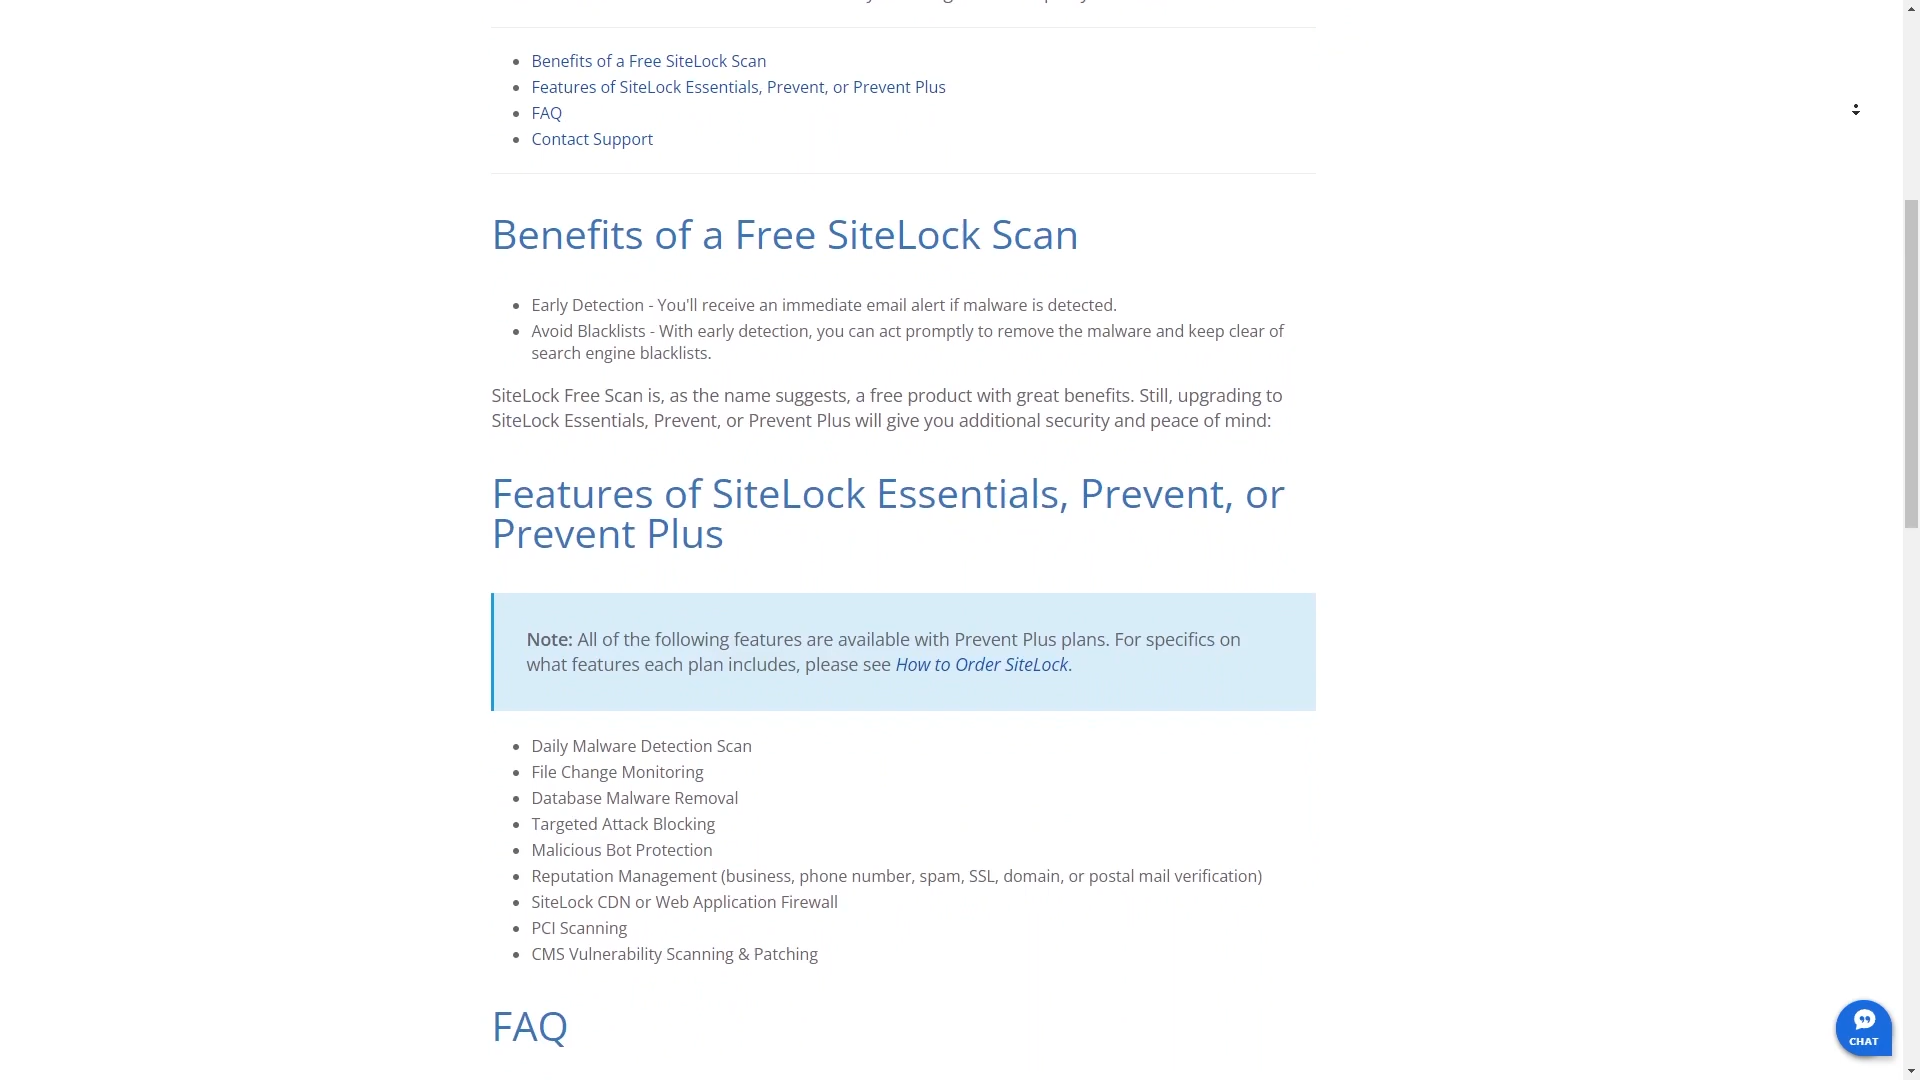 Benefits of a Free SiteLock Scan
Features of SiteLock Essentials, Prevent, or Prevent Plus
FAQ
Contact Support
Benefits of a Free SiteLock Scan
Early Detection - You'll receive an immediate email alert if malware is detected.
Avoid Blacklists - With early detection, you can act promptly to remove the malware and keep clear of
search engine blacklists.
SiteLock Free Scan is, as the name suggests, a free product with great benefits. Still, upgrading to
SiteLock Essentials, Prevent, or Prevent Plus will give you additional security and peace of mind:
Features of SiteLock Essentials, Prevent, or
Prevent Plus
Note: All of the following features are available with Prevent Plus plans. For specifics on
what features each plan includes, please see How to Order SiteLock.
Daily Malware Detection Scan
File Change Monitoring
Database Malware Removal
Targeted Attack Blocking
Malicious Bot Protection
Reputation Management (business, phone number, spam, SSL, domain, or postal mail verification)
SiteLock CDN or Web Application Firewall
PCI Scanning
CMS Vulnerability Scanning & Patching
FAQ
CHAT